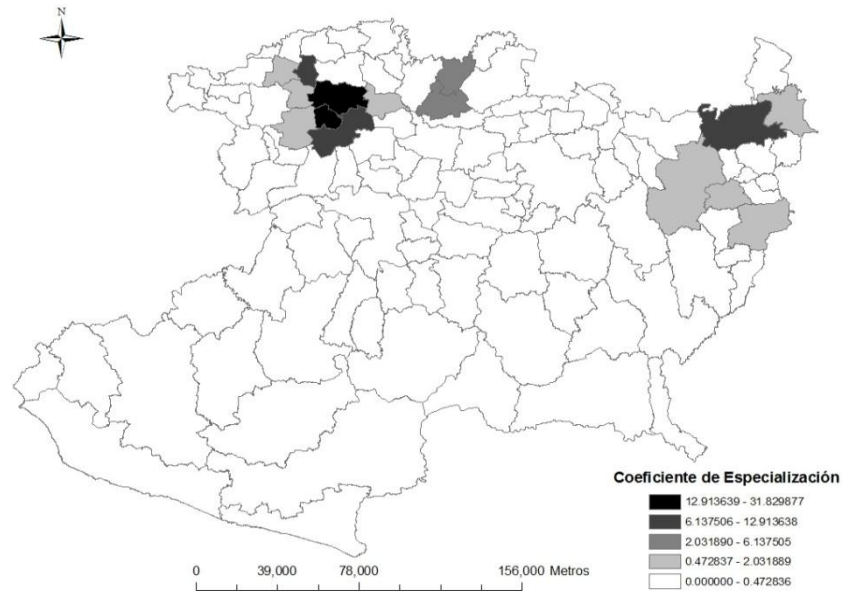 N
Coeficiente de Especialización
12.913639 - 31.829877
6.137506 - 12.913638
2.031890 - 6.137505
0.472837 - 2.031889
0.000000 - 0.472836
0 39,000 78,000 156,000 Metros